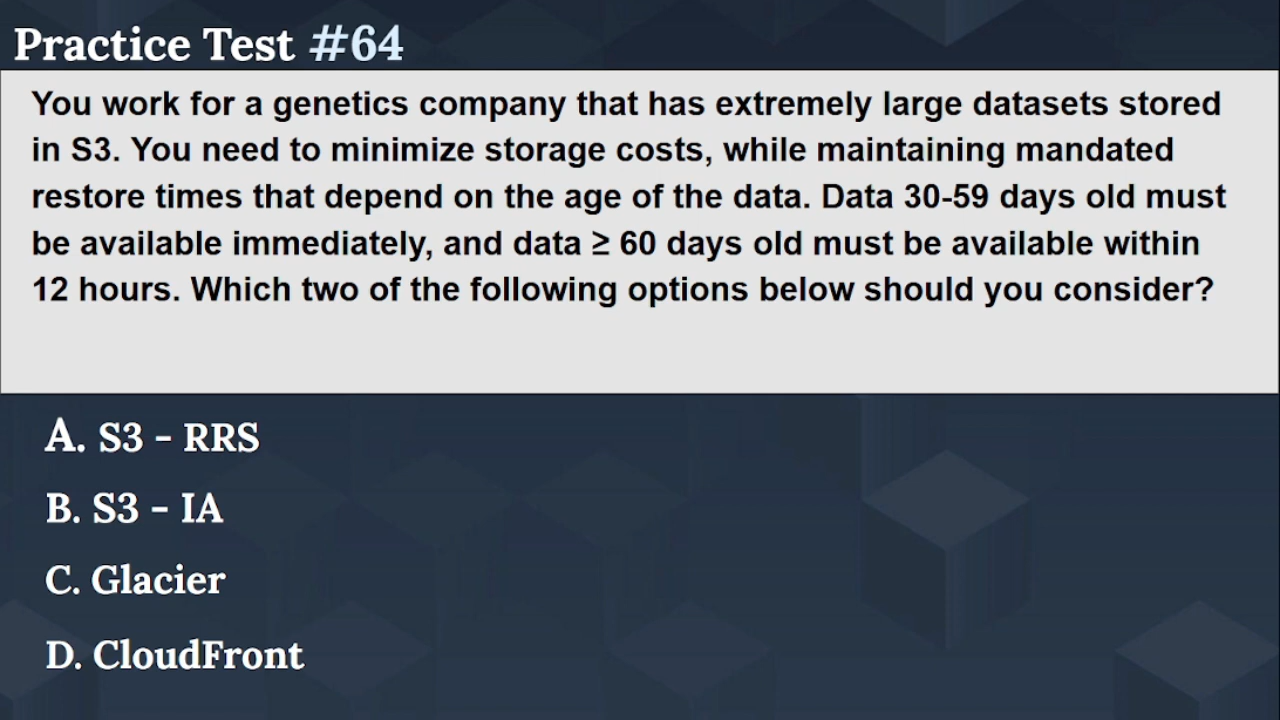 Practice Test #64
You work for a genetics company that has extremely large datasets stored
in S3. You need to minimize storage costs, while maintaining mandated
restore times that depend on the age of the data. Data 30-59 days old must
be available immediately, and data ≥ 60 days old must be available within
12 hours. Which two of the following options below should you consider?
A. S3 - RRS
B. S3 - IA
C. Glacier
D. CloudFront